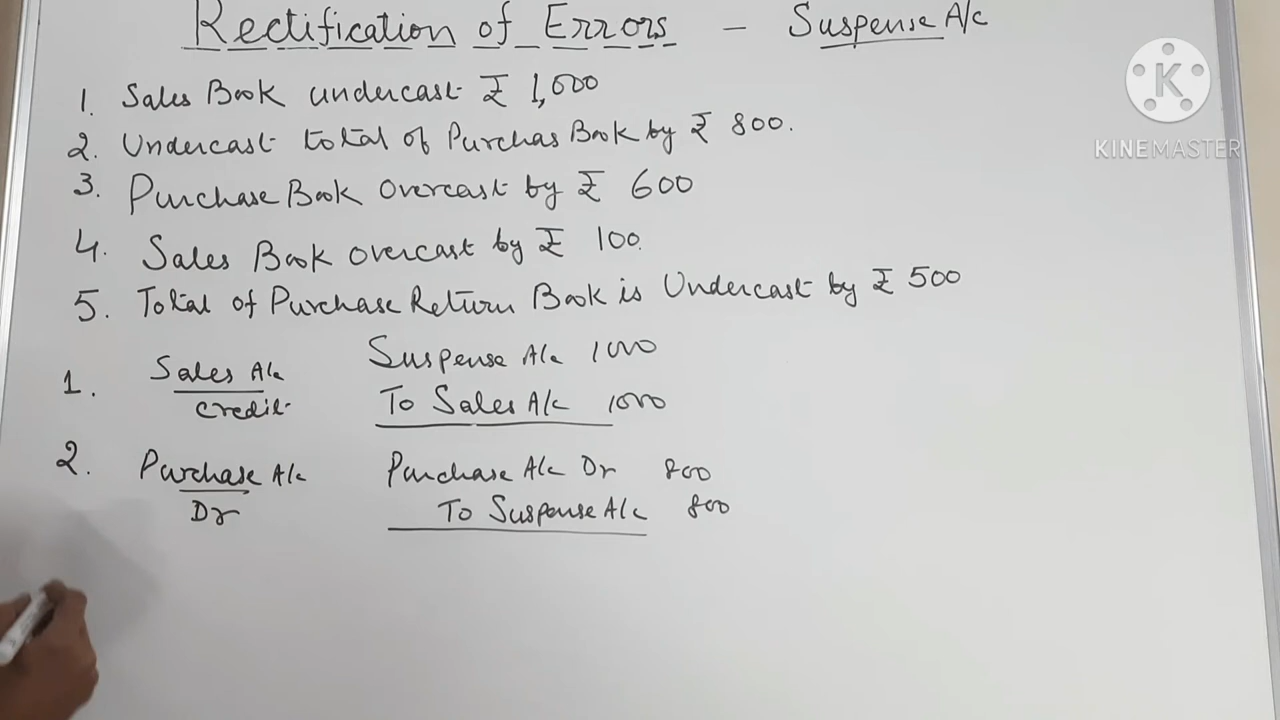 Rectification of Errors – Suspense A/c
1. Sales Book undercast ₹ 1,000
2. Undercast total of Purchas Book by ₹ 800.
3. Purchase Book Overcast by ₹ 600
4. Sales Book overcast by ₹ 100.
5. Total of Purchase Return Book is Undercast by ₹ 500
1. Sales A/c Suspense A/c 1000
Credit To Sales A/c 1000
2. Purchase A/c Purchase A/c Dr 800
Dr To Suspense A/c 800
K
KINEMASTER